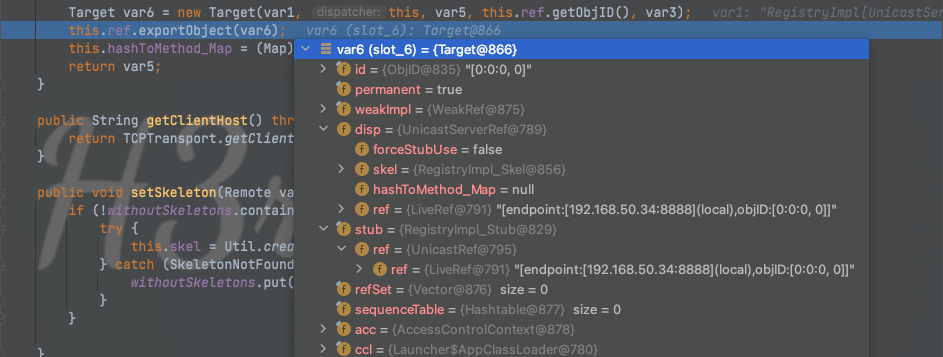 Target var6 = new Target(var1, dispatcher: this, var5, this.ref.getObjID(), var3); var1: "RegistryImpl[UnicastServ
this.ref.exportObject(var6); var6 (slot_6): Target@866
this.hashToMethod_Map = (Map)
return var5;
}
public String getClientHost() thr
return TCPTransport.getClient
}
public void setSkeleton(Remote va
if (!withoutSkeletons.contain
try {
this.skel = Util.crea
} catch (SkeletonNotFound
withoutSkeletons.put(
}
}
}
var6 (slot_6) = {Target@866}
id = {ObjID@835} "[0:0:0, 0]"
permanent = true
weakImpl = {WeakRef@875}
disp = {UnicastServerRef@789}
forceStubUse = false
skel = {RegistryImpl_Skel@856}
hashToMethod_Map = null
ref = {LiveRef@791} "[endpoint:[192.168.50.34:8888](local),objID:[0:0:0, 0]]"
stub = {RegistryImpl_Stub@829}
ref = {UnicastRef@795}
ref = {LiveRef@791} "[endpoint:[192.168.50.34:8888](local),objID:[0:0:0, 0]]"
refSet = {Vector@876} size = 0
sequenceTable = {Hashtable@877} size = 0
acc = {AccessControlContext@878}
ccl = {Launcher$AppClassLoader@780}